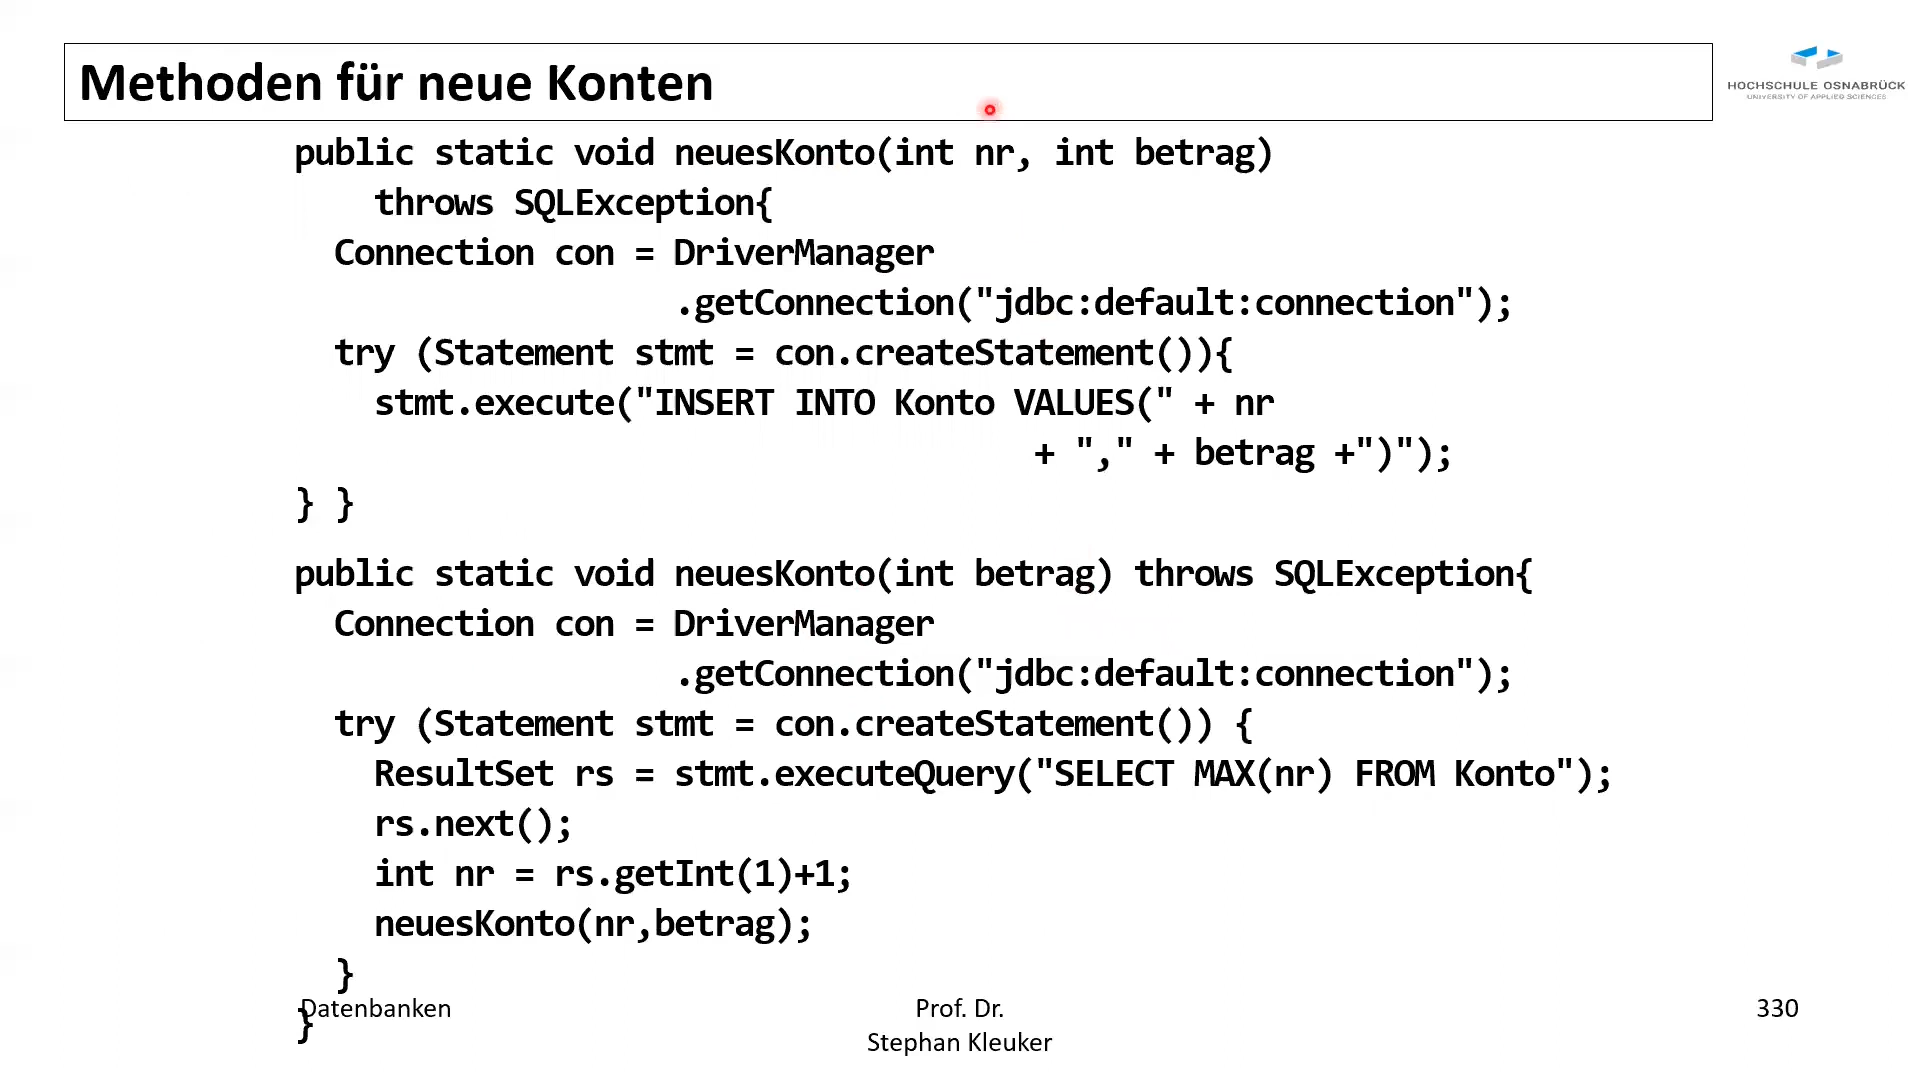 Methoden für neue Konten
HOCHSCHULE OSNABRÜCK
UNIVERSITY OF APPLIED SCIENCES
public static void neuesKonto(int nr, int betrag)
    throws SQLException{
  Connection con = DriverManager
                   .getConnection("jdbc:default:connection");
  try (Statement stmt = con.createStatement()){
    stmt.execute("INSERT INTO Konto VALUES(" + nr
                                     + "," + betrag +")");
} }
public static void neuesKonto(int betrag) throws SQLException{
  Connection con = DriverManager
                   .getConnection("jdbc:default:connection");
  try (Statement stmt = con.createStatement()) {
    ResultSet rs = stmt.executeQuery("SELECT MAX(nr) FROM Konto");
    rs.next();
    int nr = rs.getInt(1)+1;
    neuesKonto(nr,betrag);
  }
}
Datenbanken
Prof. Dr.
Stephan Kleuker
330